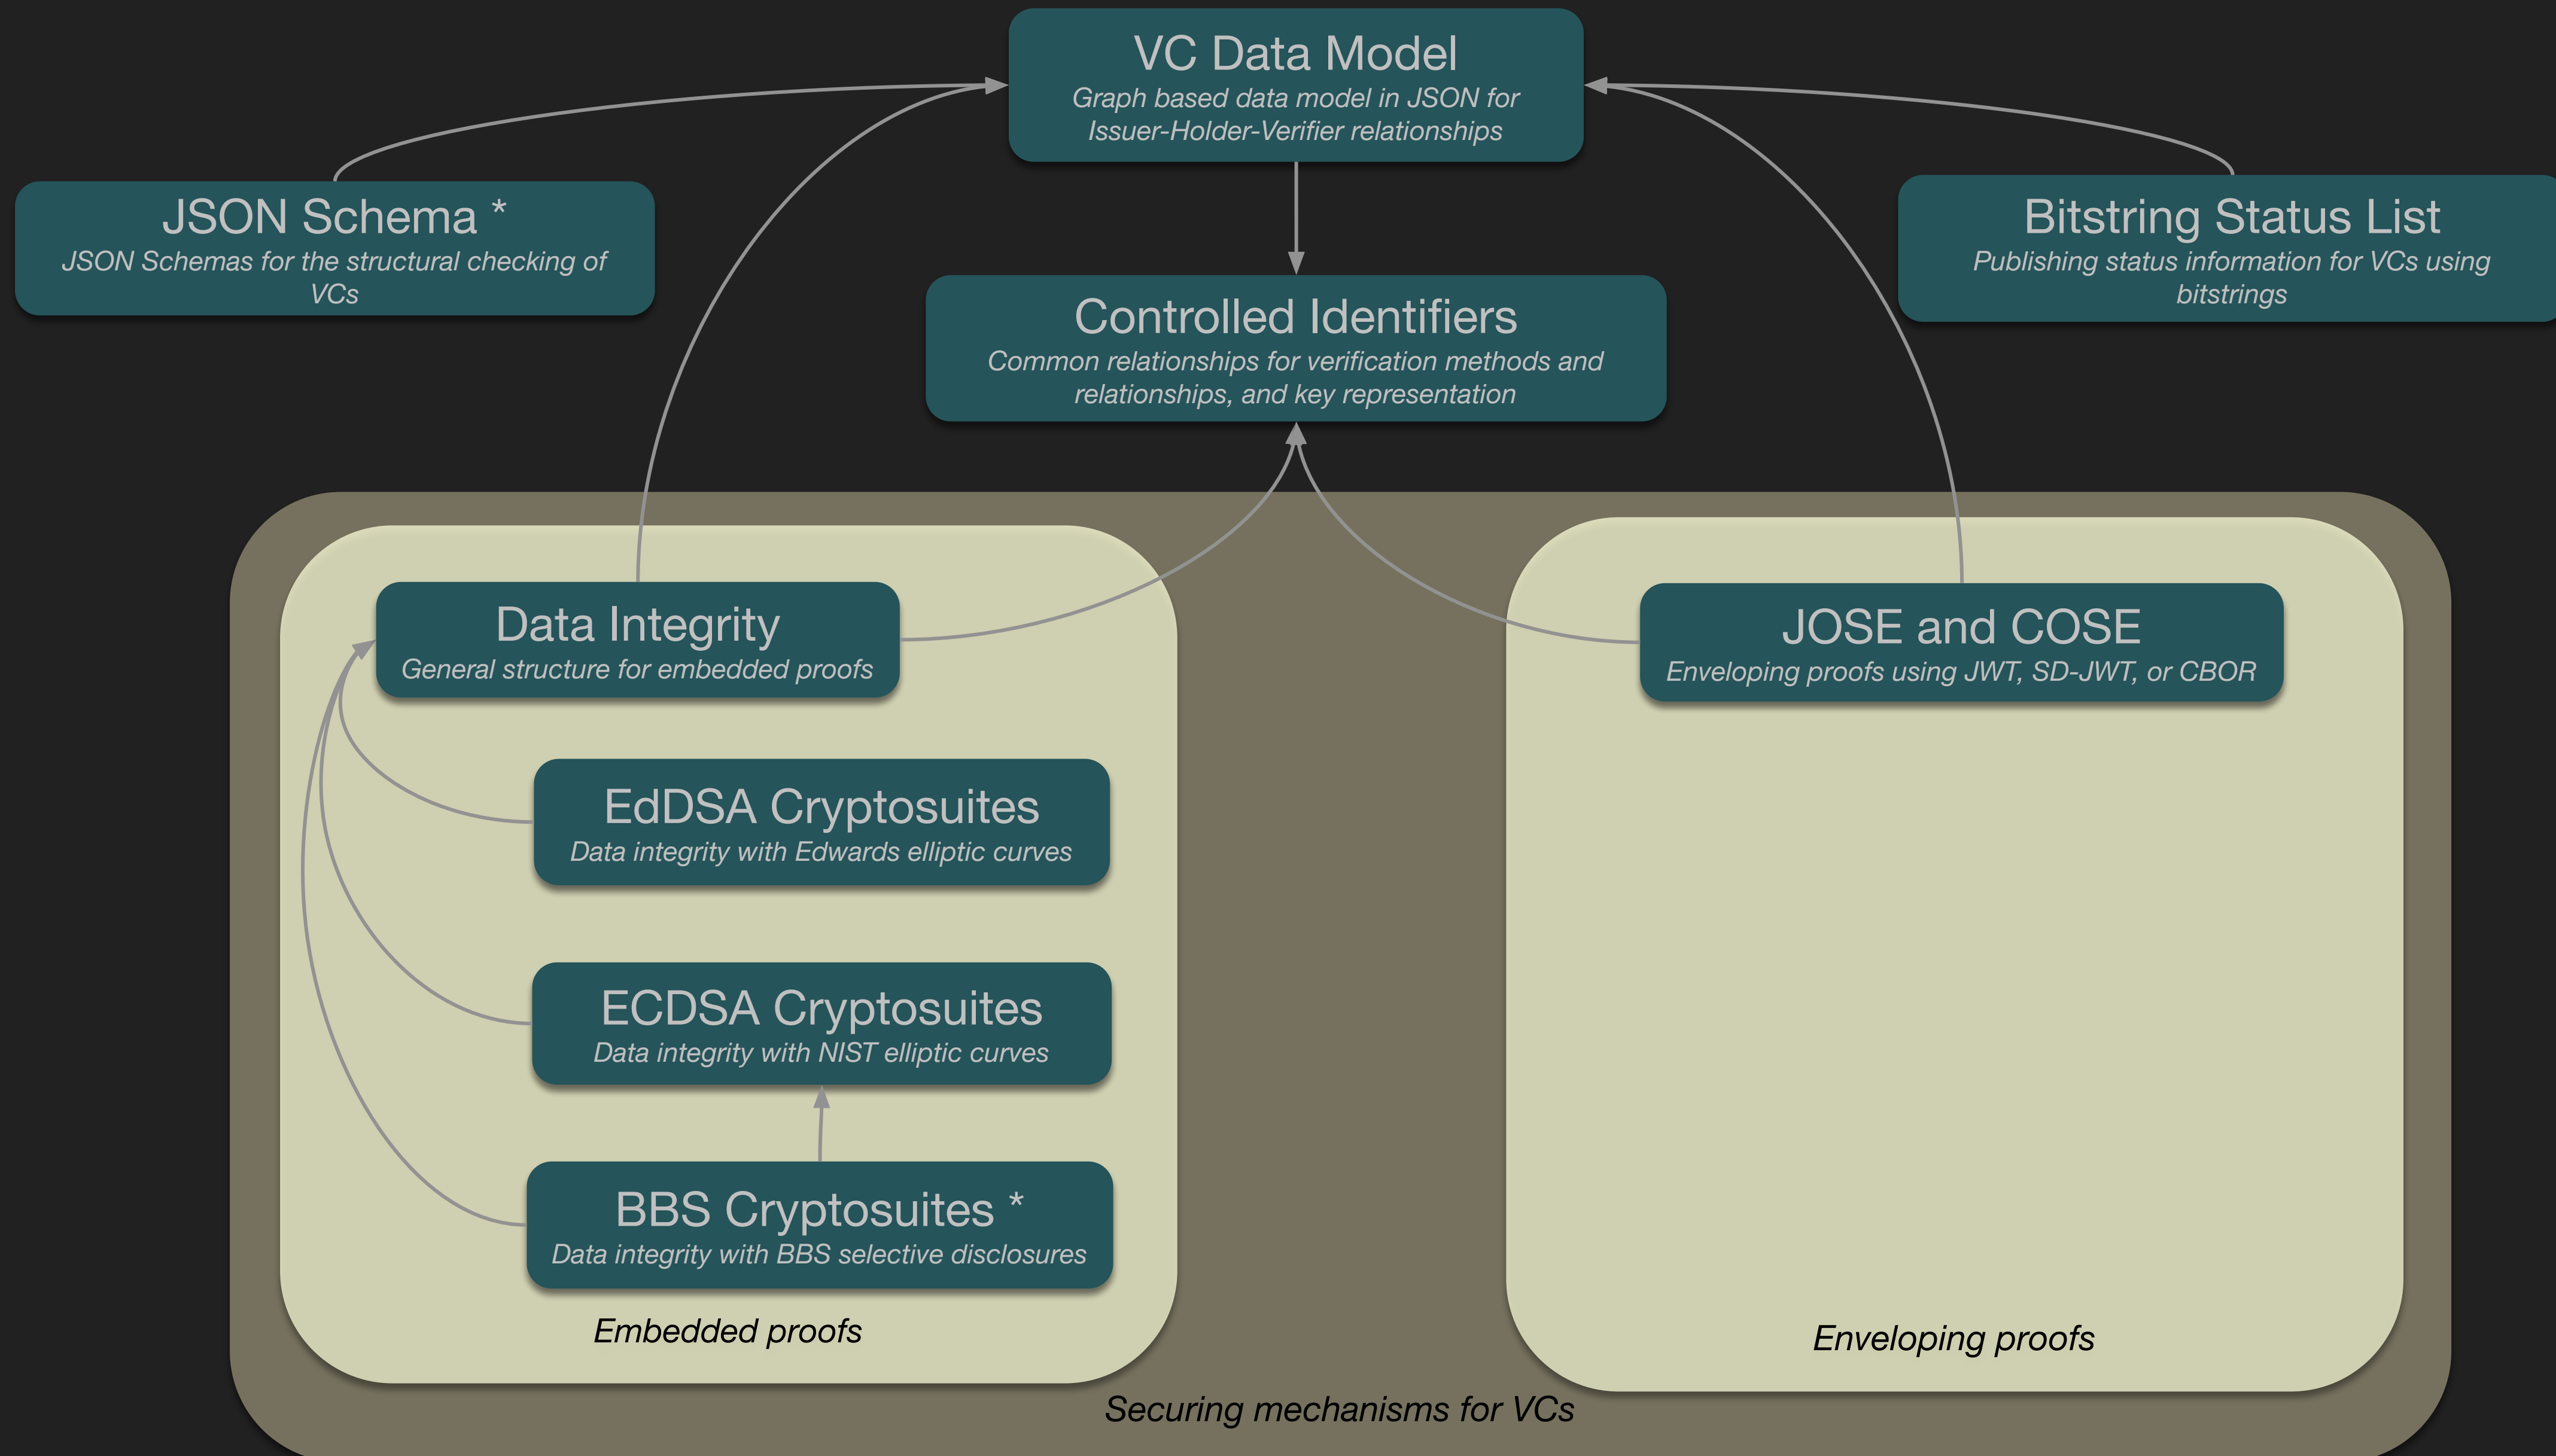 VC Data Model
Graph based data model in JSON for
Issuer-Holder-Verifier relationships
JSON Schema *
JSON Schemas for the structural checking of
VCs
Bitstring Status List
Publishing status information for VCs using
bitstrings
Controlled Identifiers
Common relationships for verification methods and
relationships, and key representation
Data Integrity
General structure for embedded proofs
JOSE and COSE
Enveloping proofs using JWT, SD-JWT, or CBOR
EdDSA Cryptosuites
Data integrity with Edwards elliptic curves
ECDSA Cryptosuites
Data integrity with NIST elliptic curves
BBS Cryptosuites *
Data integrity with BBS selective disclosures
Embedded proofs
Enveloping proofs
Securing mechanisms for VCs